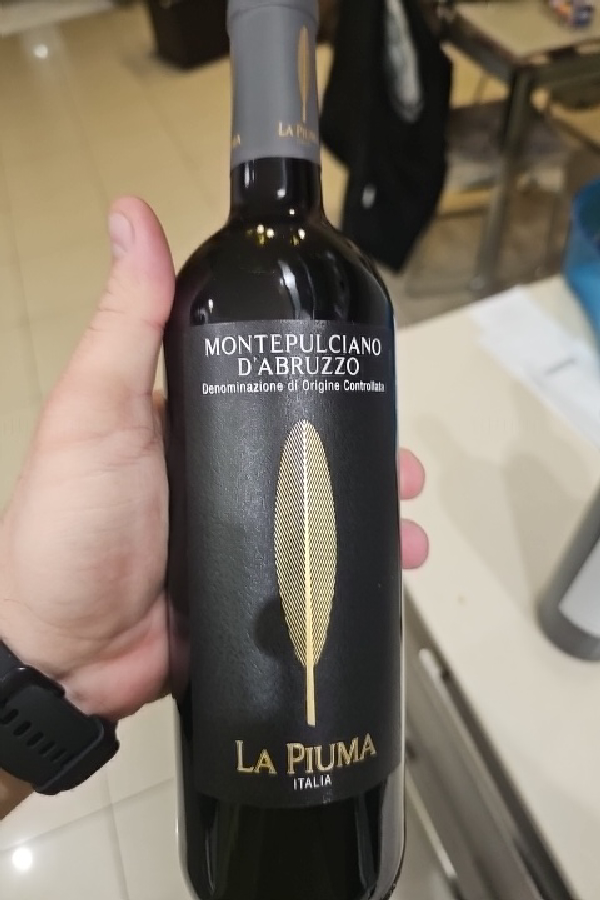 LA PIUMA
MONTEPULCIANO
D'ABRUZZO
Denominazione di Origine Controllata
LA PIUMA
ITALIA